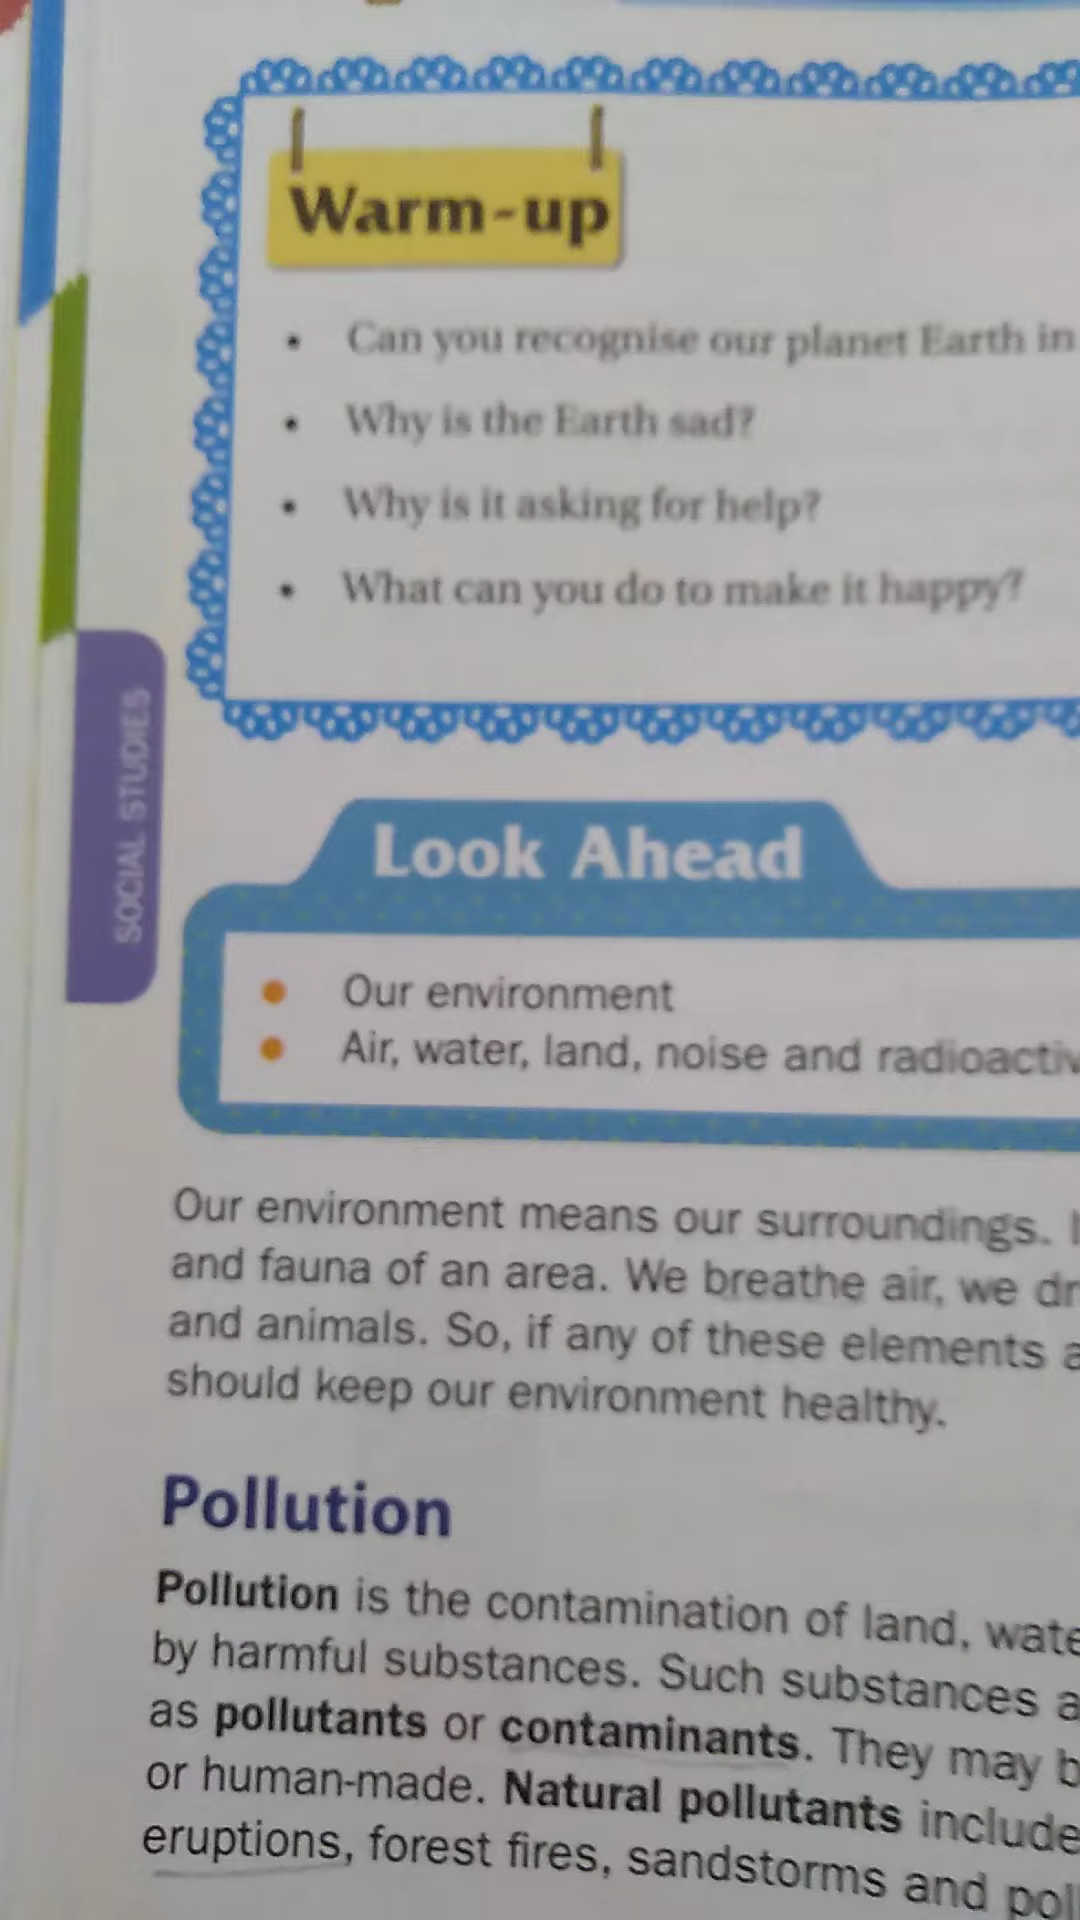 Warm-up
• Can you recognise our planet Earth in
• Why is the Earth sad?
• Why is it asking for help?
• What can you do to make it happy?
SOCIAL STUDIES
Look Ahead
• Our environment
• Air, water, land, noise and radioactiv
Our environment means our surroundings.
and fauna of an area. We breathe air, we dr
and animals. So, if any of these elements a
should keep our environment healthy.
Pollution
Pollution is the contamination of land, wate
by harmful substances. Such substances a
as pollutants or contaminants. They may b
or human-made. Natural pollutants include
eruptions, forest fires, sandstorms and poll